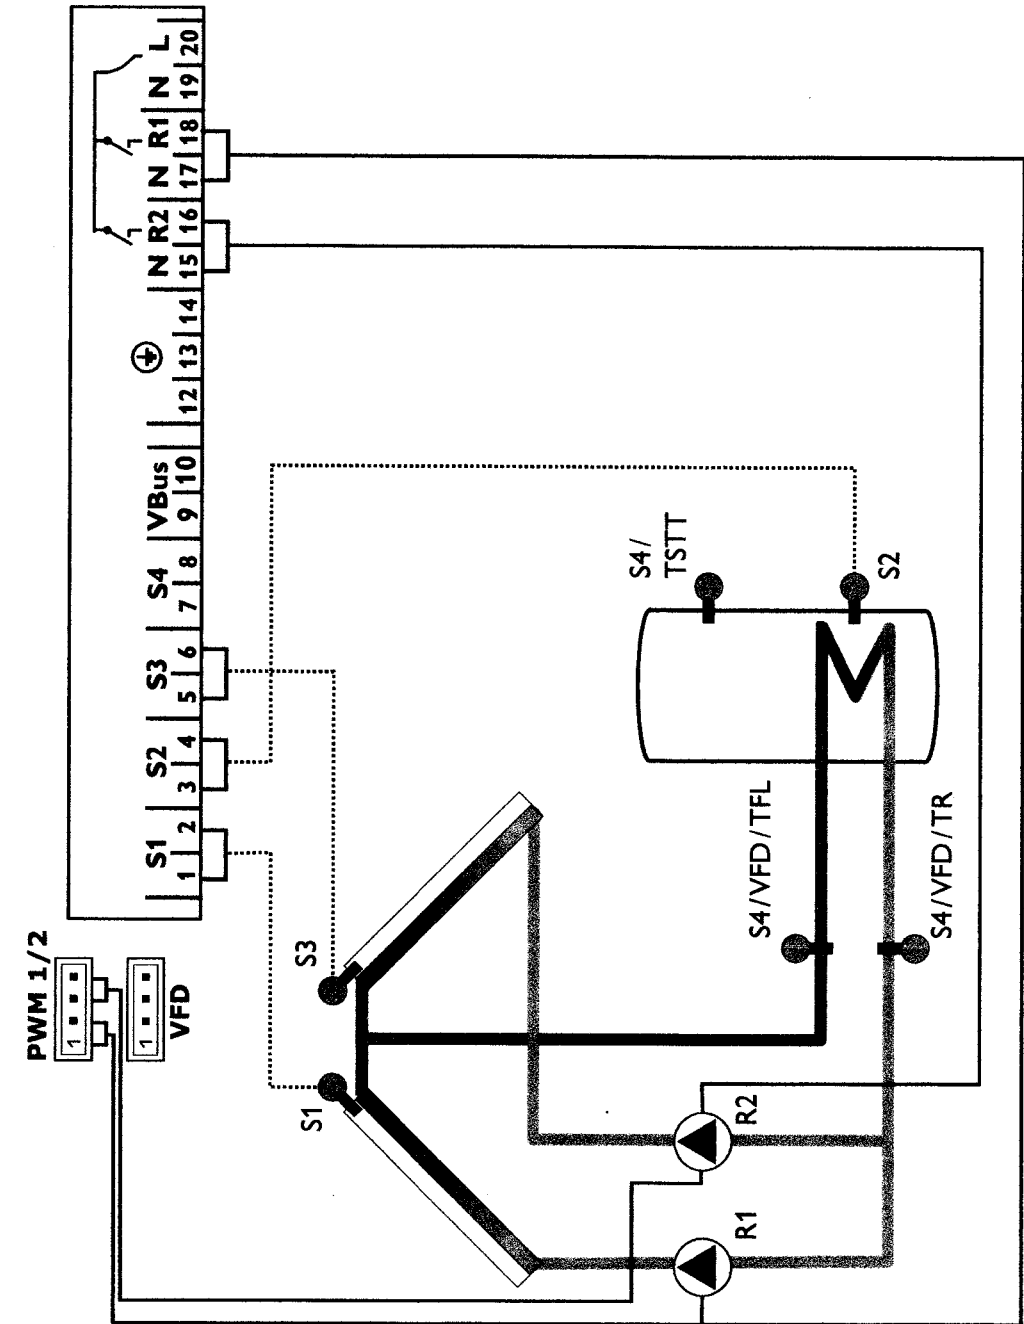 PWM 1/2
1
1
VFD
S1 S2 S3 S4 VBus N R2 N R1 N L
1 2 3 4 5 6 7 8 9 10 12 13 14 15 16 17 18 19 20
S1
S3
S4/
TSTT
S2
S4/VFD/TFL
S4/VFD/TR
R1
R2